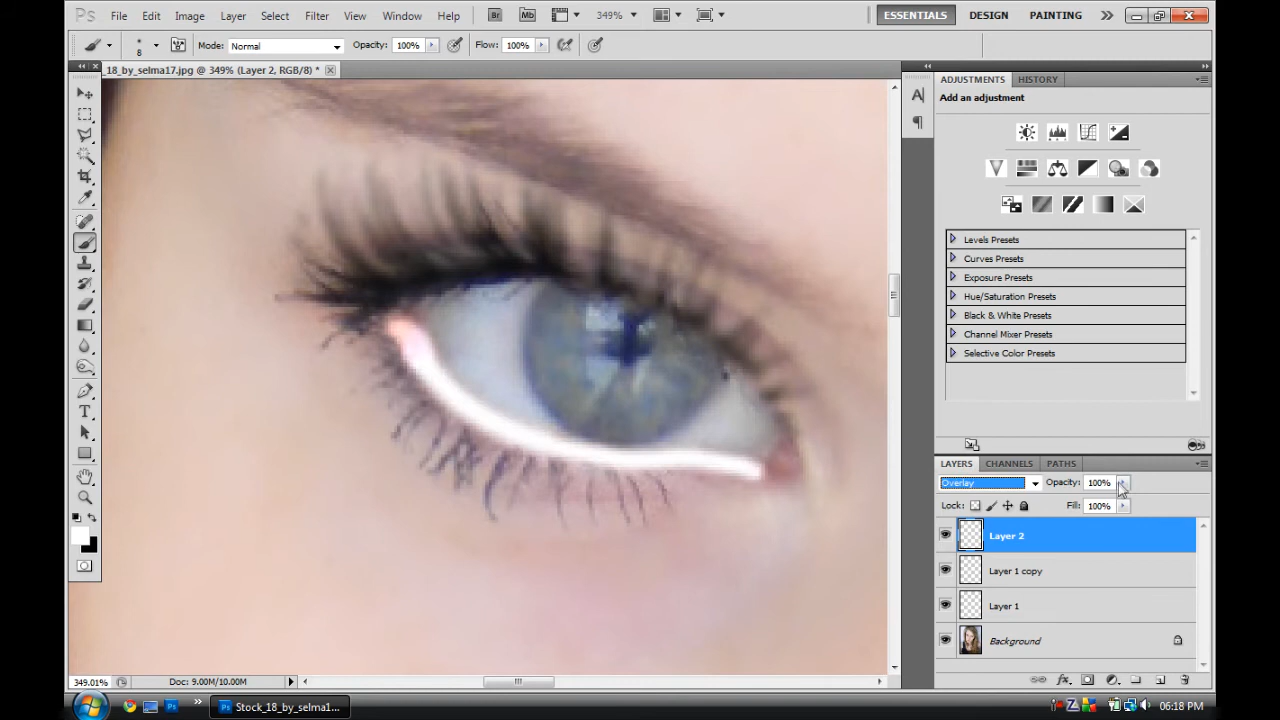 Ps File Edit Image Layer Select Filter View Window Help Br Mb 349% ESSENTIALS DESIGN PAINTING
8 Mode: Normal Opacity: 100% Flow: 100%
_18_by_selma17.jpg @ 349% (Layer 2, RGB/8) *
ADJUSTMENTS HISTORY
Add an adjustment
Levels Presets
Curves Presets
Exposure Presets
Hue/Saturation Presets
Black & White Presets
Channel Mixer Presets
Selective Color Presets
LAYERS CHANNELS PATHS
Overlay Opacity: 100%
Lock: Fill: 100%
Layer 2
Layer 1 copy
Layer 1
Background
349.01% Doc: 9.00M/10.00M
Stock_18_by_selma1... 06:18 PM